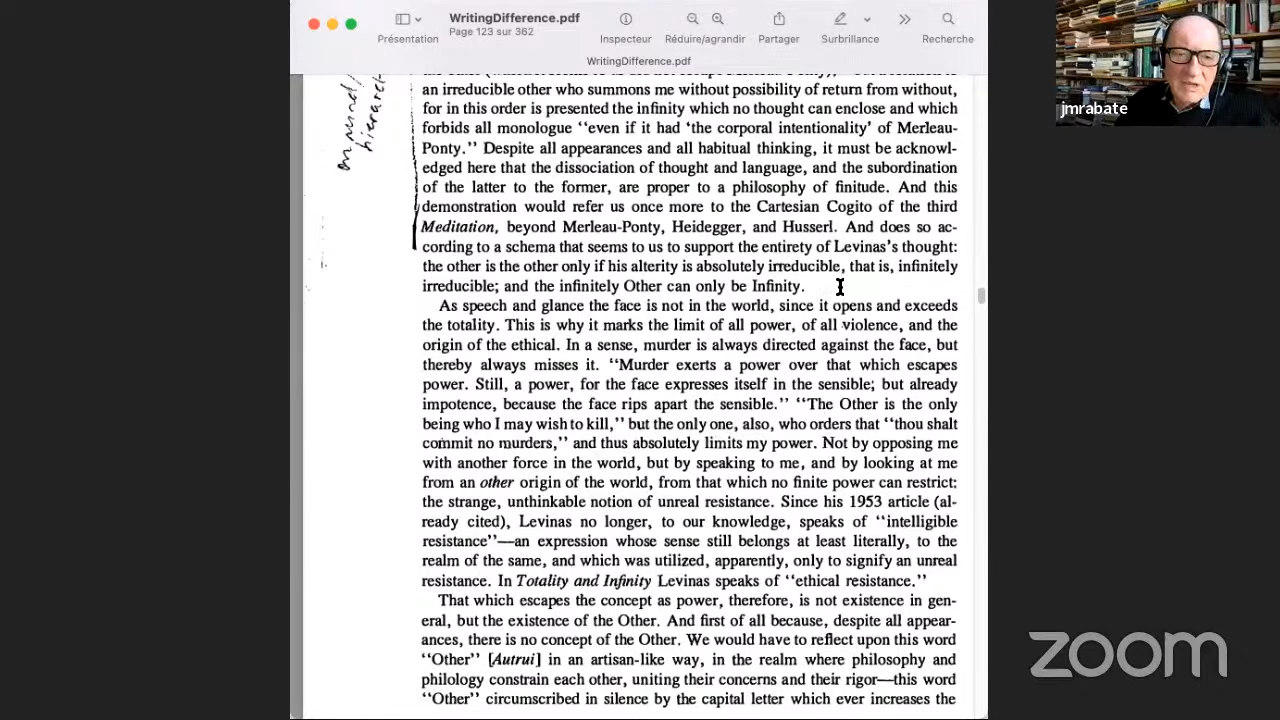 WritingDifference.pdf
Page 123 sur 362
Présentation
Inspecteur
Réduire/agrandir
Partager
Surbrillance
Recherche
WritingDifference.pdf
an irreducible other who summons me without possibility of return from without,
for in this order is presented the infinity which no thought can enclose and which
forbids all monologue “even if it had ‘the corporal intentionality’ of Merleau-
Ponty.” Despite all appearances and all habitual thinking, it must be acknowl-
edged here that the dissociation of thought and language, and the subordination
of the latter to the former, are proper to a philosophy of finitude. And this
demonstration would refer us once more to the Cartesian Cogito of the third
Meditation, beyond Merleau-Ponty, Heidegger, and Husserl. And does so ac-
cording to a schema that seems to us to support the entirety of Levinas’s thought:
the other is the other only if his alterity is absolutely irreducible, that is, infinitely
irreducible; and the infinitely Other can only be Infinity.
As speech and glance the face is not in the world, since it opens and exceeds
the totality. This is why it marks the limit of all power, of all violence, and the
origin of the ethical. In a sense, murder is always directed against the face, but
thereby always misses it. “Murder exerts a power over that which escapes
power. Still, a power, for the face expresses itself in the sensible; but already
impotence, because the face rips apart the sensible.” “The Other is the only
being who I may wish to kill,” but the only one, also, who orders that “thou shalt
commit no murders,” and thus absolutely limits my power. Not by opposing me
with another force in the world, but by speaking to me, and by looking at me
from an other origin of the world, from that which no finite power can restrict:
the strange, unthinkable notion of unreal resistance. Since his 1953 article (al-
ready cited), Levinas no longer, to our knowledge, speaks of “intelligible
resistance”—an expression whose sense still belongs at least literally, to the
realm of the same, and which was utilized, apparently, only to signify an unreal
resistance. In Totality and Infinity Levinas speaks of “ethical resistance.”
That which escapes the concept as power, therefore, is not existence in gen-
eral, but the existence of the Other. And first of all because, despite all appear-
ances, there is no concept of the Other. We would have to reflect upon this word
“Other” [Autrui] in an artisan-like way, in the realm where philosophy and
philology constrain each other, uniting their concerns and their rigor—this word
“Other” circumscribed in silence by the capital letter which ever increases the
jmrabate
zoom